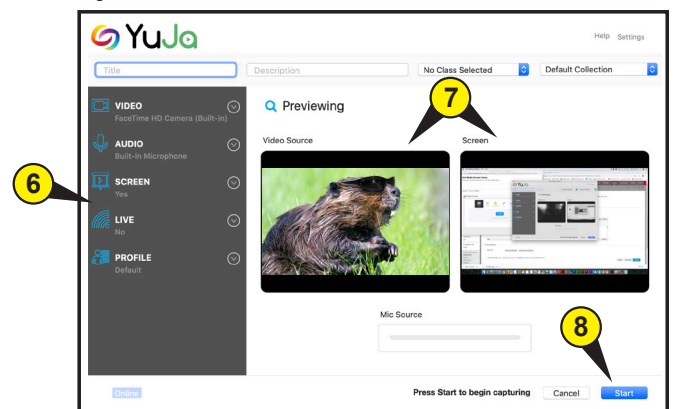 YuJa
Help Settings
Title
Description
No Class Selected
Default Collection
7
VIDEO
FaceTime HD Camera (Built-in)
Previewing
AUDIO
Built-in Microphone
Video Source
Screen
6
SCREEN
Yes
LIVE
No
PROFILE
Default
Mic Source
8
Online
Press Start to begin capturing
Cancel
Start